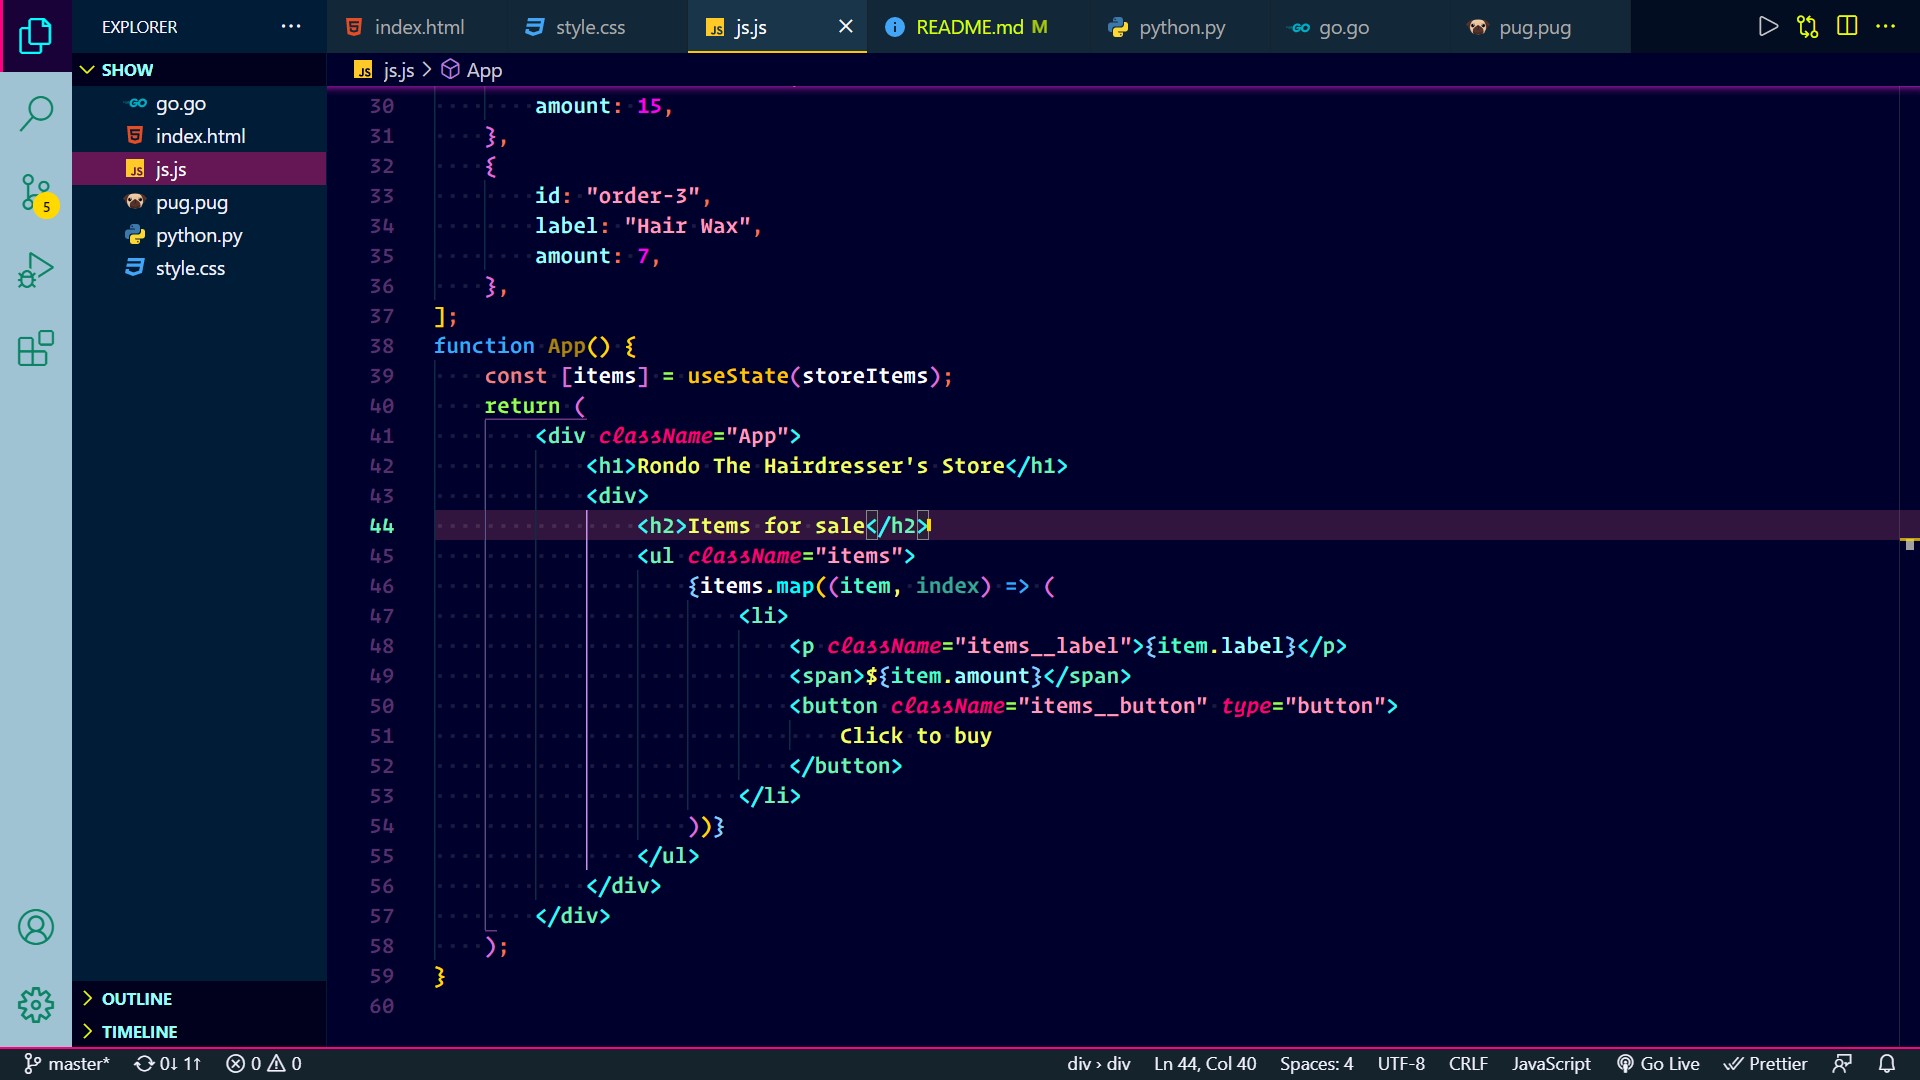 EXPLORER
index.html
style.css
JS js.js
README.md M
python.py
go.go
pug.pug
SHOW
JS js.js > App
go.go
index.html
JS js.js
pug.pug
python.py
style.css
5
30 amount: 15,
31 },
32 {
33 id: "order-3",
34 label: "Hair Wax",
35 amount: 7,
36 },
37 ];
38 function App() {
39 const [items] = useState(storeItems);
40 return (
41 <div className="App">
42 <h1>Rondo The Hairdresser's Store</h1>
43 <div>
44 <h2>Items for sale</h2>
45 <ul className="items">
46 {items.map((item, index) => (
47 <li>
48 <p className="items__label">{item.label}</p>
49 <span>${item.amount}</span>
50 <button className="items__button" type="button">
51 Click to buy
52 </button>
53 </li>
54 ))}
55 </ul>
56 </div>
57 </div>
58 );
59 }
60
OUTLINE
TIMELINE
master* 0↓ 1↑ 0 0 div › div Ln 44, Col 40 Spaces: 4 UTF-8 CRLF JavaScript Go Live Prettier